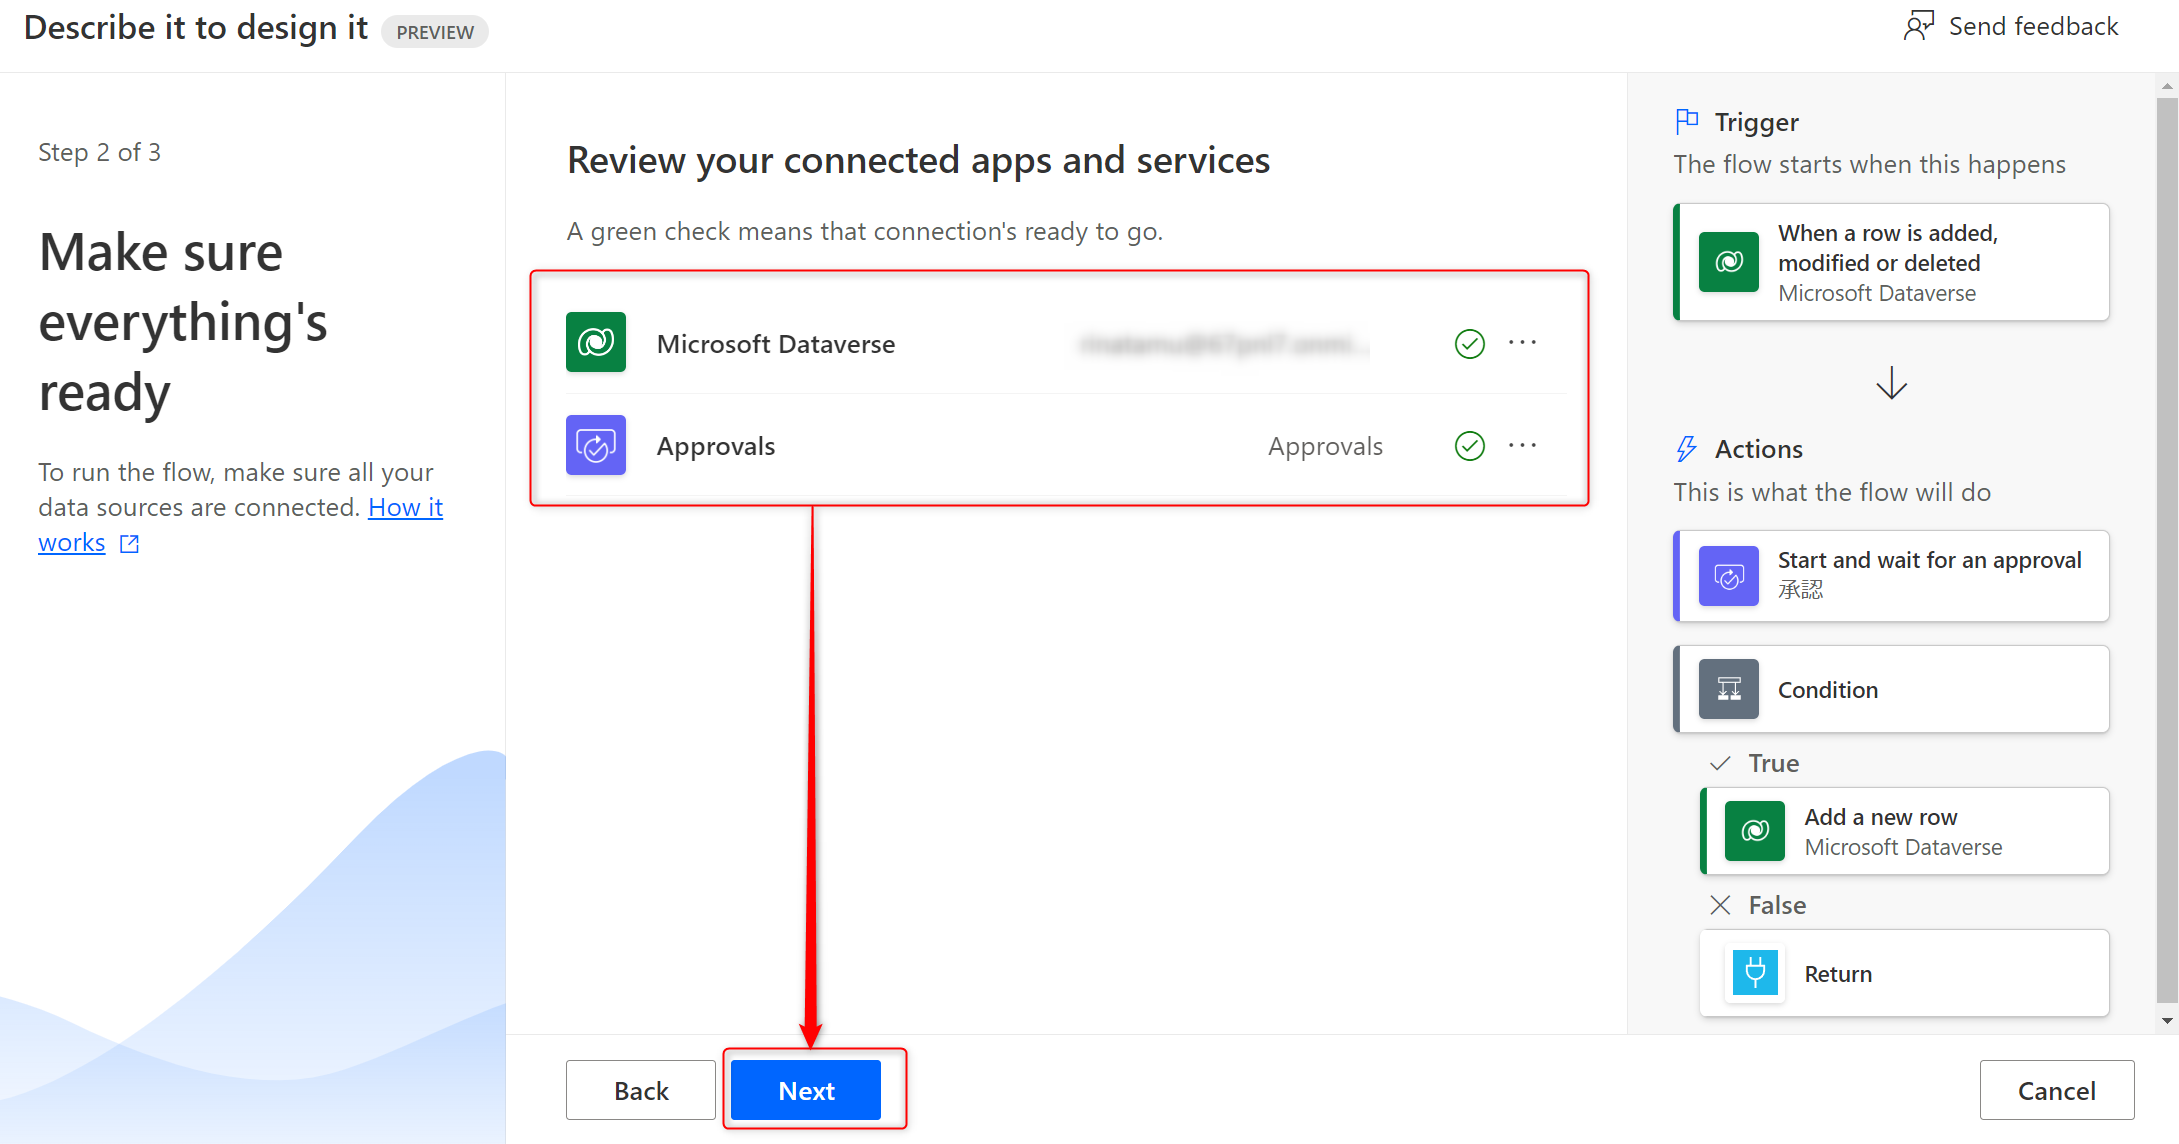 Describe it to design it PREVIEW
Send feedback
Step 2 of 3
Make sure
everything's
ready
To run the flow, make sure all your
data sources are connected. How it
works
Review your connected apps and services
A green check means that connection's ready to go.
Microsoft Dataverse
Approvals Approvals
Back Next
Trigger
The flow starts when this happens
When a row is added,
modified or deleted
Microsoft Dataverse
Actions
This is what the flow will do
Start and wait for an approval
承認
Condition
True
Add a new row
Microsoft Dataverse
False
Return
Cancel